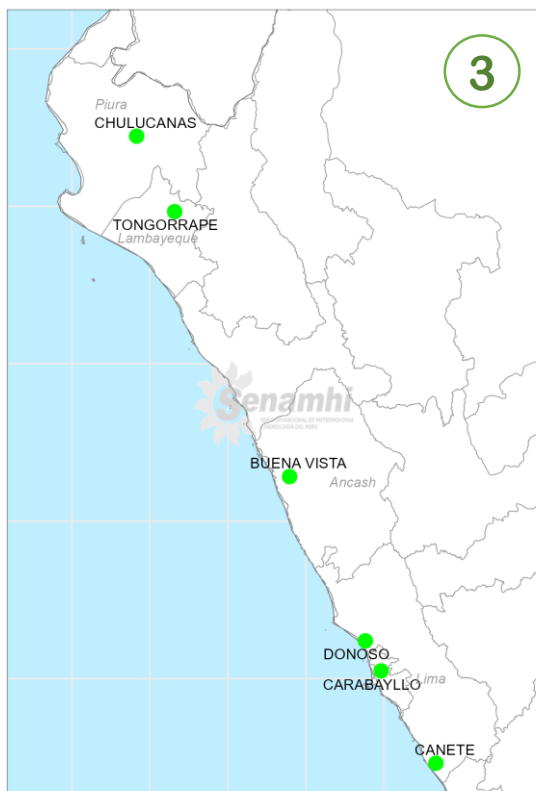 3
Piura
CHULUCANAS
TONGORRAPE
Lambayeque
Senamhi
BUENA VISTA
Ancash
DONOSO
CARABAYLLO
Lima
CANETE